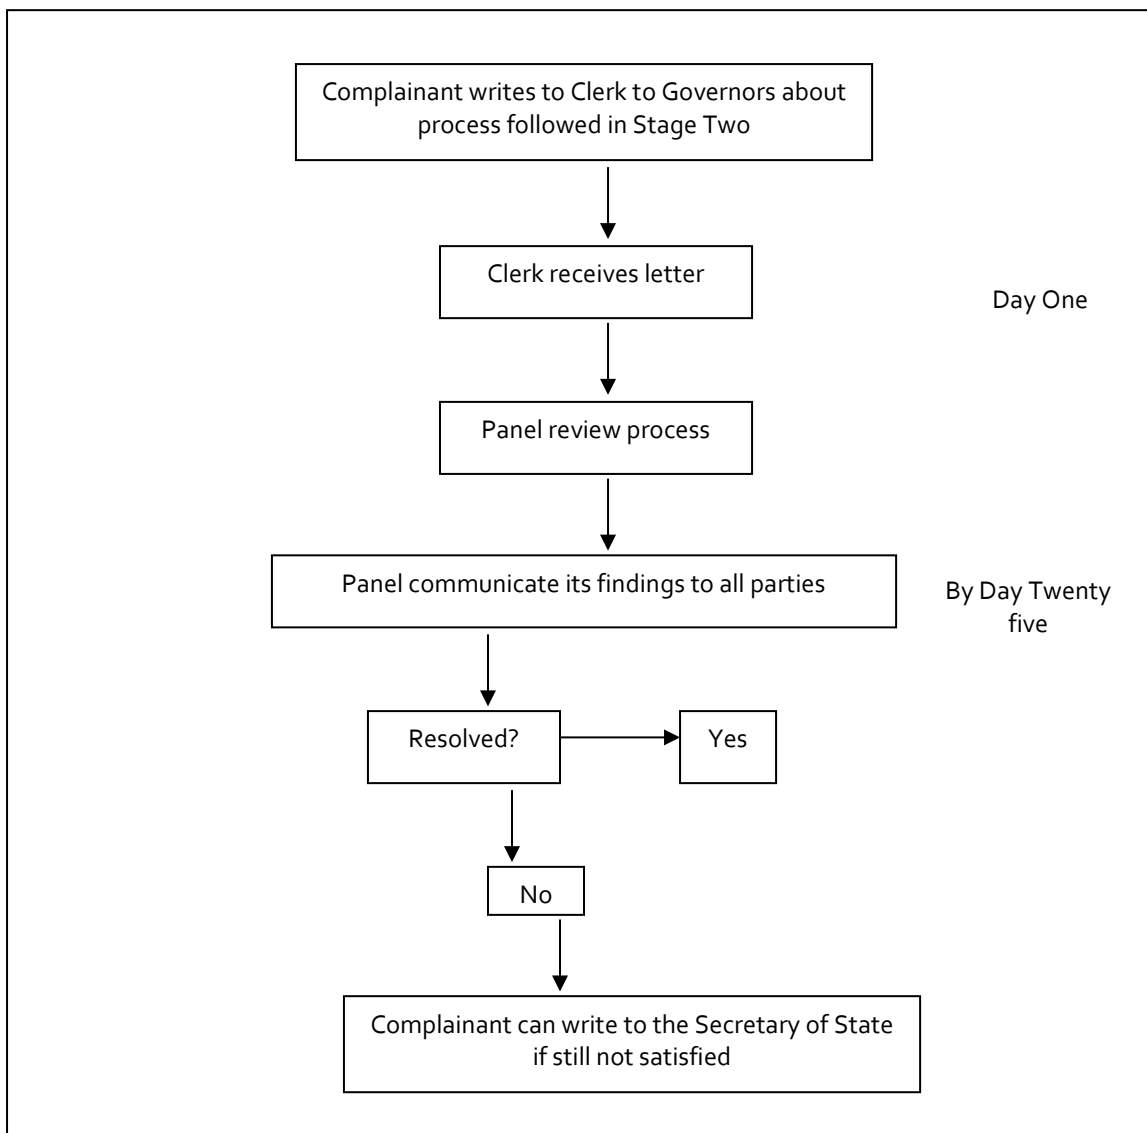 Complainant writes to Clerk to Governors about
process followed in Stage Two
Clerk receives letter
Day One
Panel review process
Panel communicate its findings to all parties
By Day Twenty
five
Resolved?
Yes
No
Complainant can write to the Secretary of State
if still not satisfied